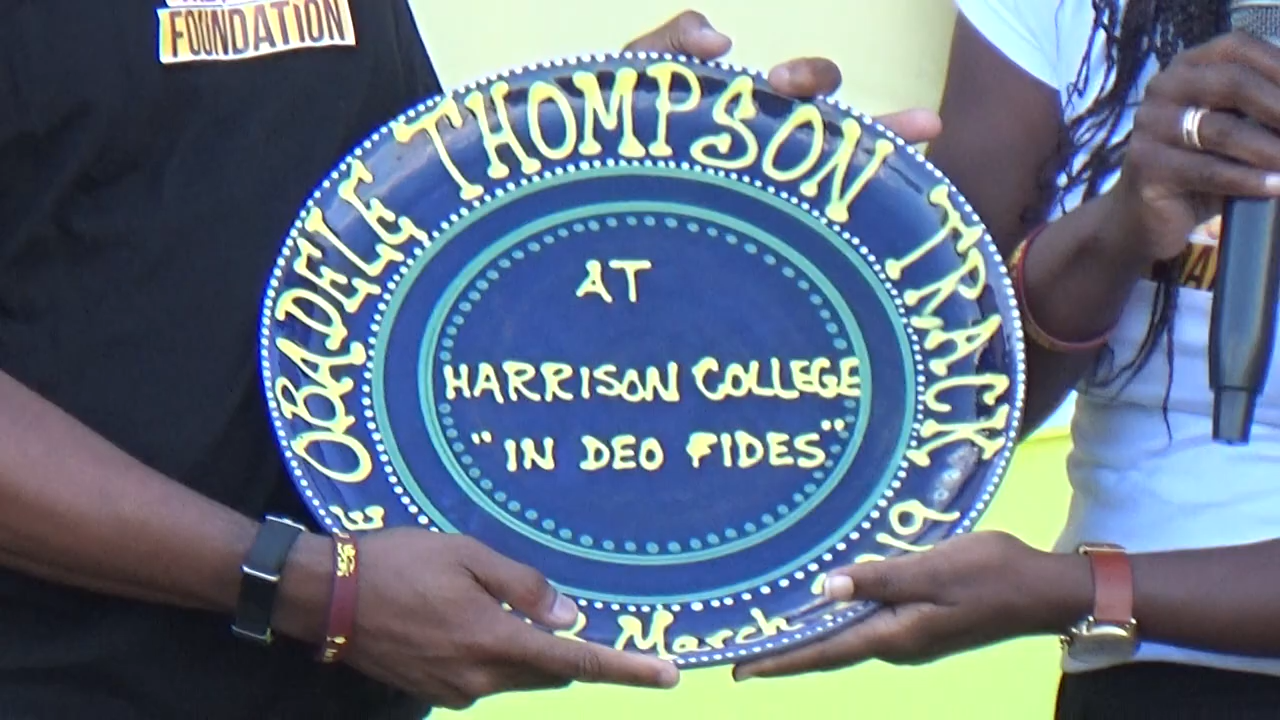 FOUNDATION
OBADELE THOMPSON TRACK
AT
HARRISON COLLEGE
"IN DEO FIDES"
March